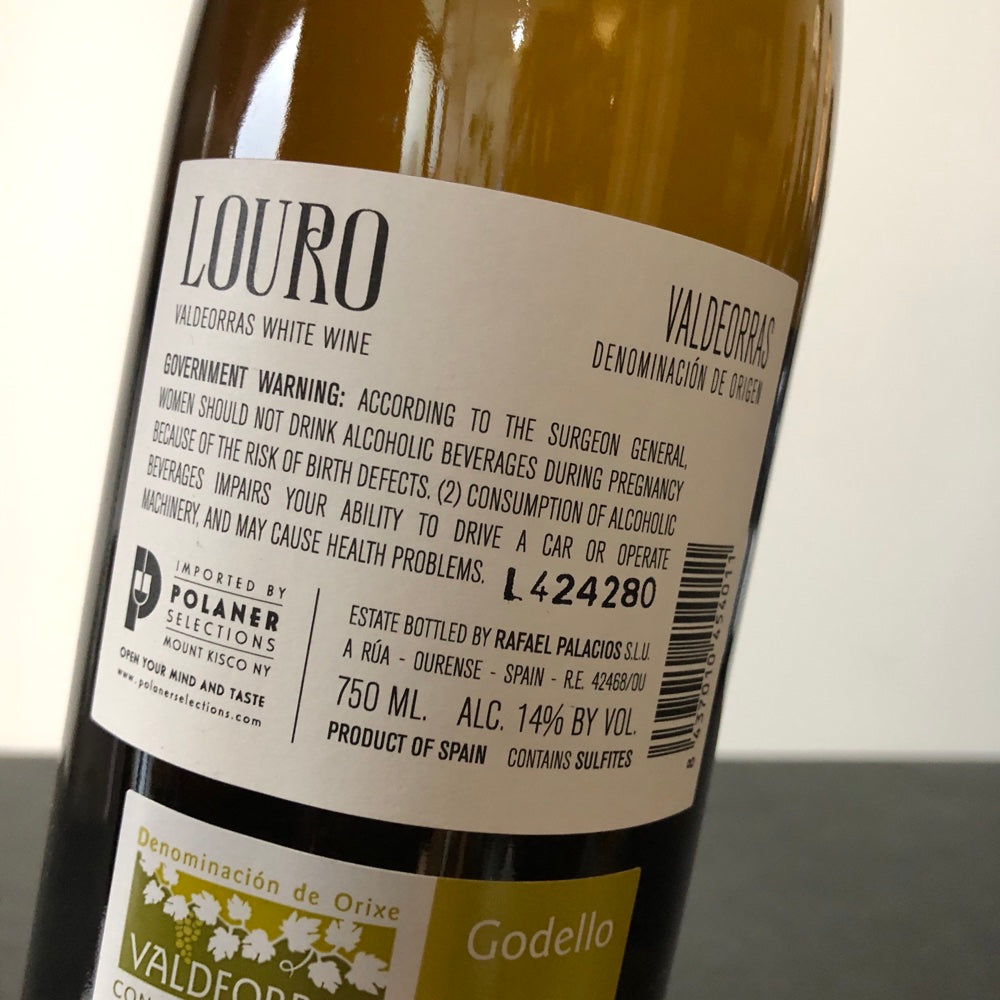 LOURO
VALDEORRAS WHITE WINE
VALDEORRAS
DENOMINACIÓN DE ORIGEN
GOVERNMENT WARNING: ACCORDING TO THE SURGEON GENERAL,
WOMEN SHOULD NOT DRINK ALCOHOLIC BEVERAGES DURING PREGNANCY
BECAUSE OF THE RISK OF BIRTH DEFECTS. (2) CONSUMPTION OF ALCOHOLIC
BEVERAGES IMPAIRS YOUR ABILITY TO DRIVE A CAR OR OPERATE
MACHINERY, AND MAY CAUSE HEALTH PROBLEMS.
L 424280
IMPORTED BY
POLANER
SELECTIONS
MOUNT KISCO NY
OPEN YOUR MIND AND TASTE
www.polanerselections.com
ESTATE BOTTLED BY RAFAEL PALACIOS S.L.U.
A RÚA - OURENSE - SPAIN - R.E. 42468/OU
750 ML. ALC. 14% BY VOL.
PRODUCT OF SPAIN CONTAINS SULFITES
8 437010 454011
Denominación de Orixe
Godello